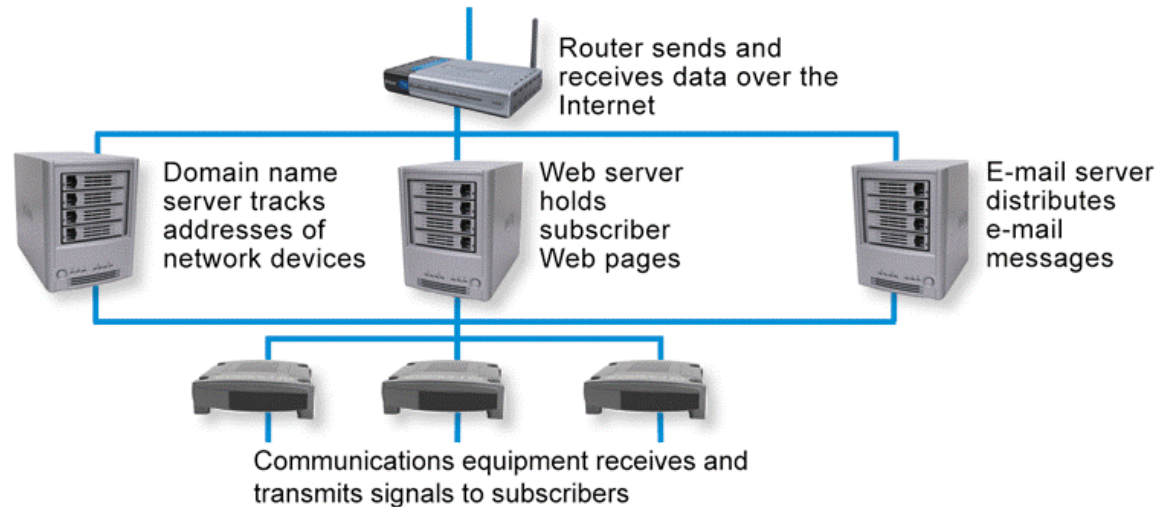 Router sends and
receives data over the
Internet
Domain name
server tracks
addresses of
network devices
Web server
holds
subscriber
Web pages
E-mail server
distributes
e-mail
messages
Communications equipment receives and
transmits signals to subscribers